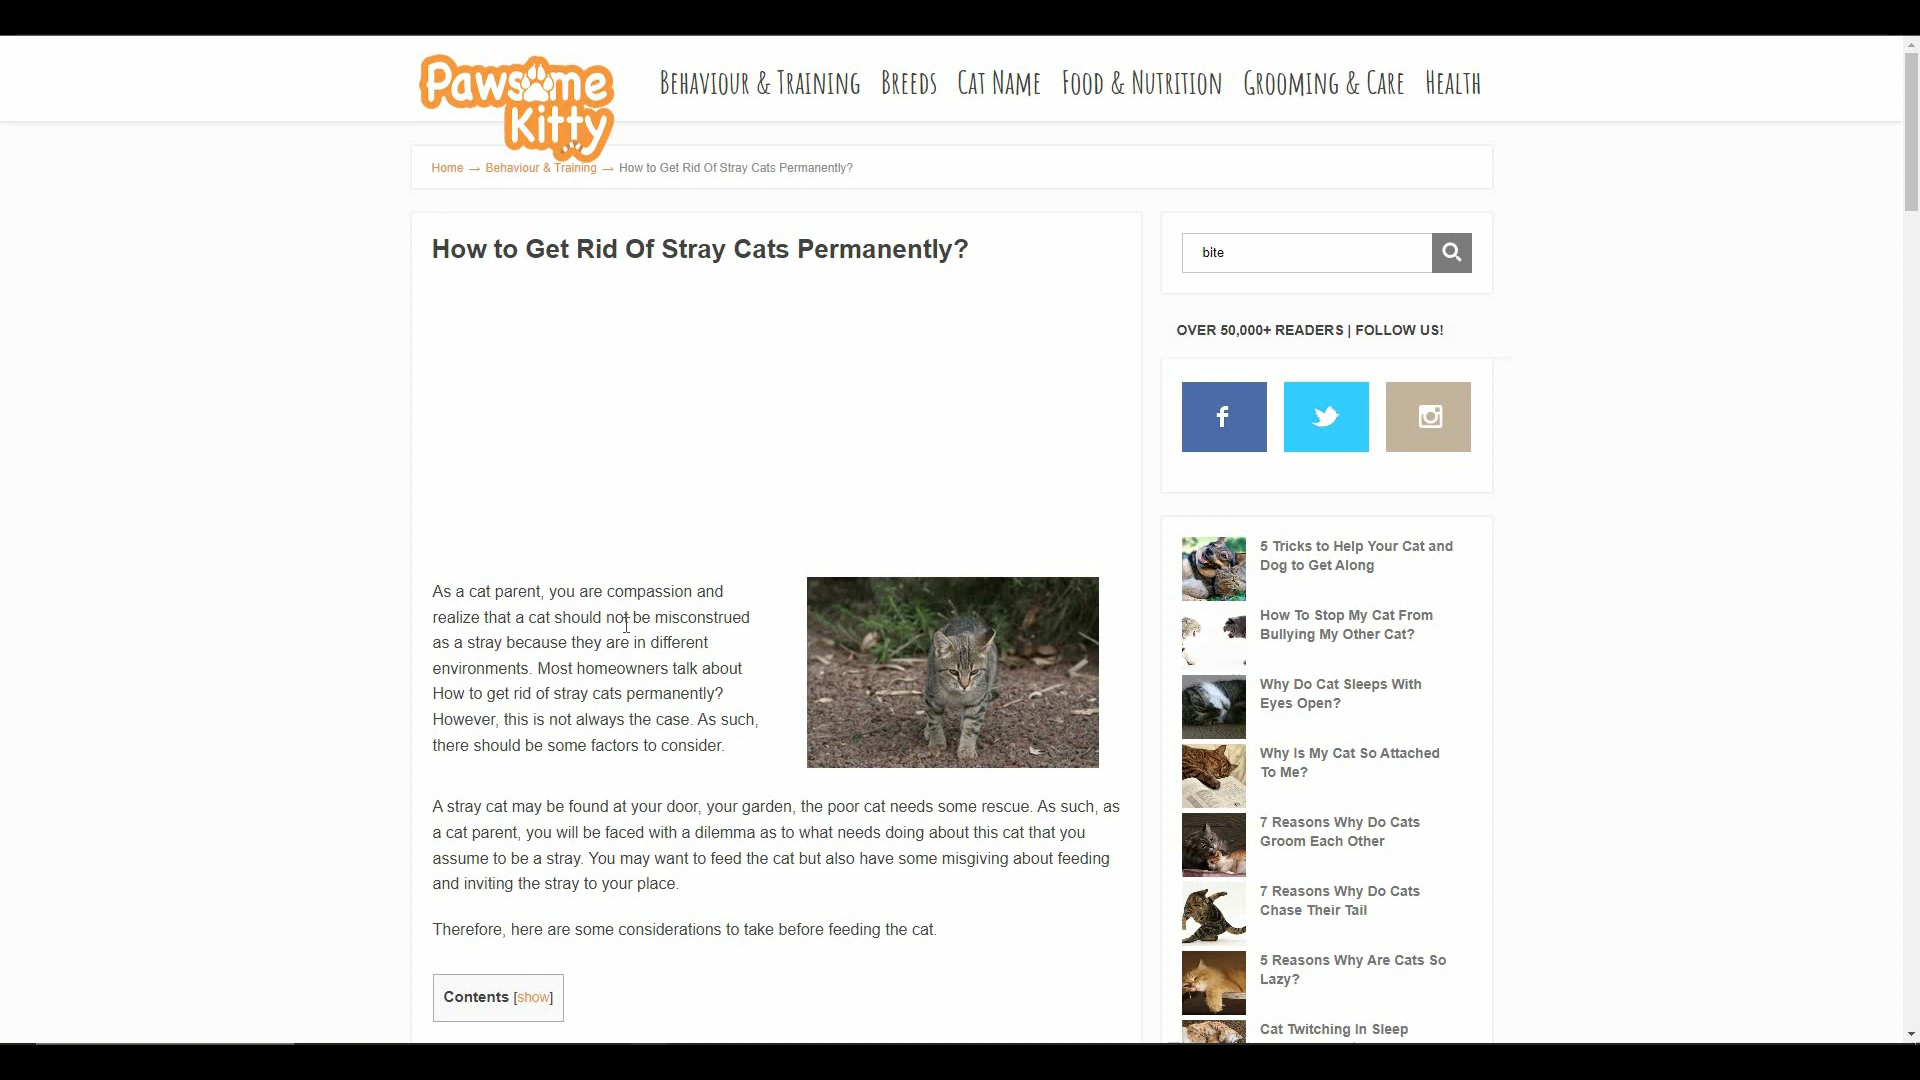 Pawsome
Kitty
Behaviour & Training Breeds Cat Name Food & Nutrition Grooming & Care Health
Home → Behaviour & Training → How to Get Rid Of Stray Cats Permanently?
How to Get Rid Of Stray Cats Permanently?
As a cat parent, you are compassion and
realize that a cat should not be misconstrued
as a stray because they are in different
environments. Most homeowners talk about
How to get rid of stray cats permanently?
However, this is not always the case. As such,
there should be some factors to consider.
A stray cat may be found at your door, your garden, the poor cat needs some rescue. As such, as
a cat parent, you will be faced with a dilemma as to what needs doing about this cat that you
assume to be a stray. You may want to feed the cat but also have some misgiving about feeding
and inviting the stray to your place.
Therefore, here are some considerations to take before feeding the cat.
Contents [show]
bite
OVER 50,000+ READERS | FOLLOW US!
5 Tricks to Help Your Cat and
Dog to Get Along
How To Stop My Cat From
Bullying My Other Cat?
Why Do Cat Sleeps With
Eyes Open?
Why Is My Cat So Attached
To Me?
7 Reasons Why Do Cats
Groom Each Other
7 Reasons Why Do Cats
Chase Their Tail
5 Reasons Why Are Cats So
Lazy?
Cat Twitching In Sleep